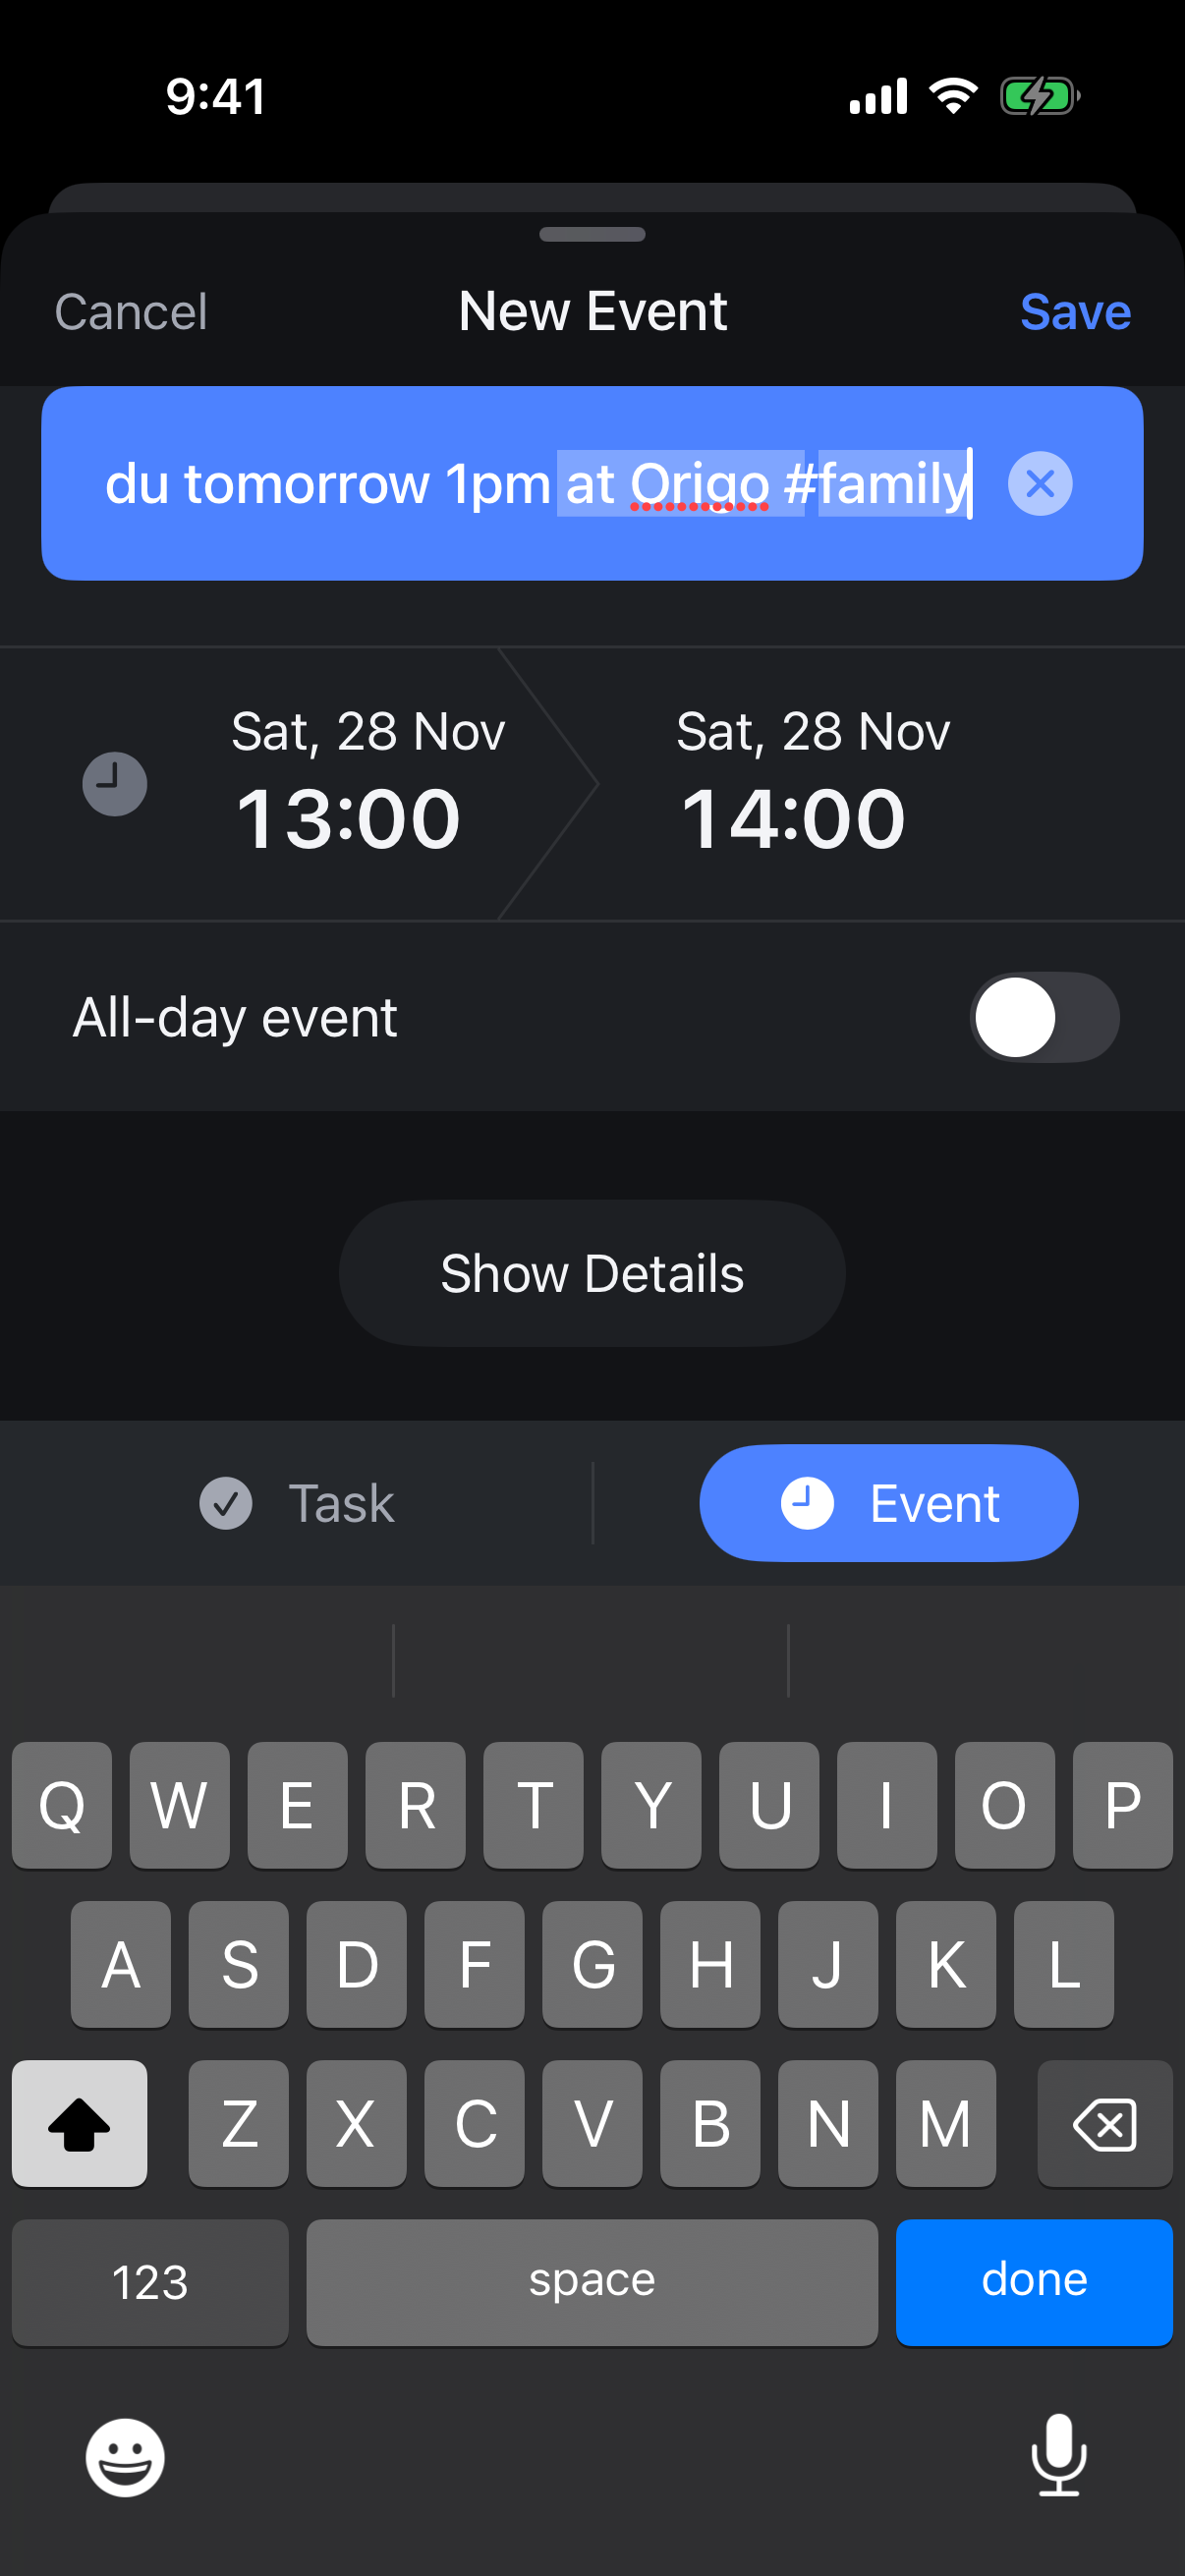 9:41
Cancel New Event Save
du tomorrow 1pm at Origo #family
Sat, 28 Nov Sat, 28 Nov
13:00 14:00
All-day event
Show Details
Task Event
Q W E R T Y U I O P
A S D F G H J K L
Z X C V B N M
123 space done